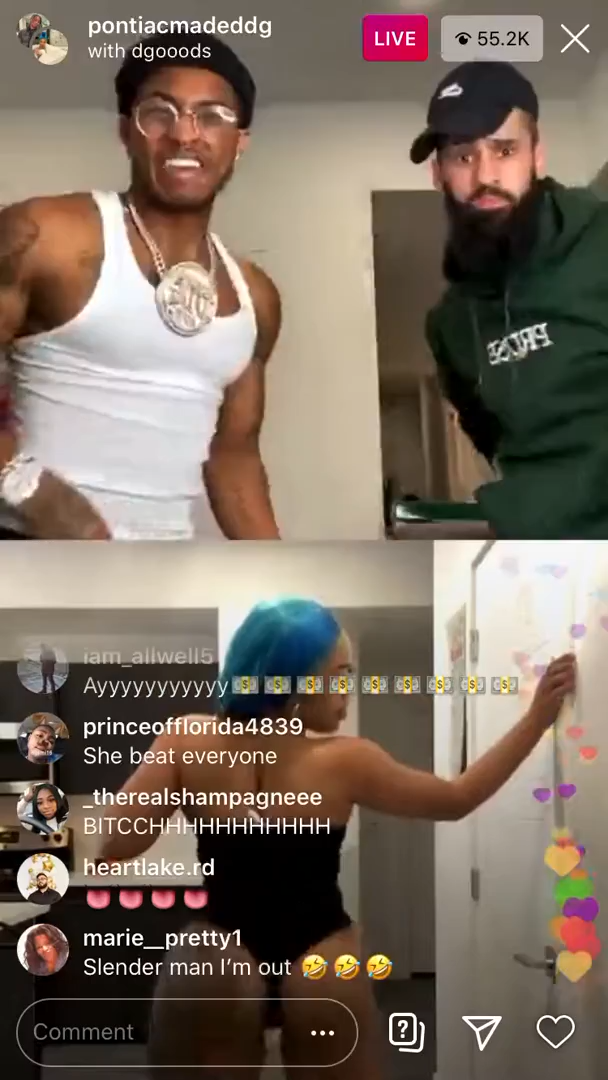 pontiacmadeddg
with dgooods
LIVE
55.2K
iam_allwell5
Ayyyyyyyyyyy💵💵💵💵💵💵💵💵💵
princeofflorida4839
She beat everyone
_therealshampagneee
BITCCHHHHHHHHHHH
heartlake.rd
👅👅👅👅
marie__pretty1
Slender man I'm out 🤣🤣🤣
Comment